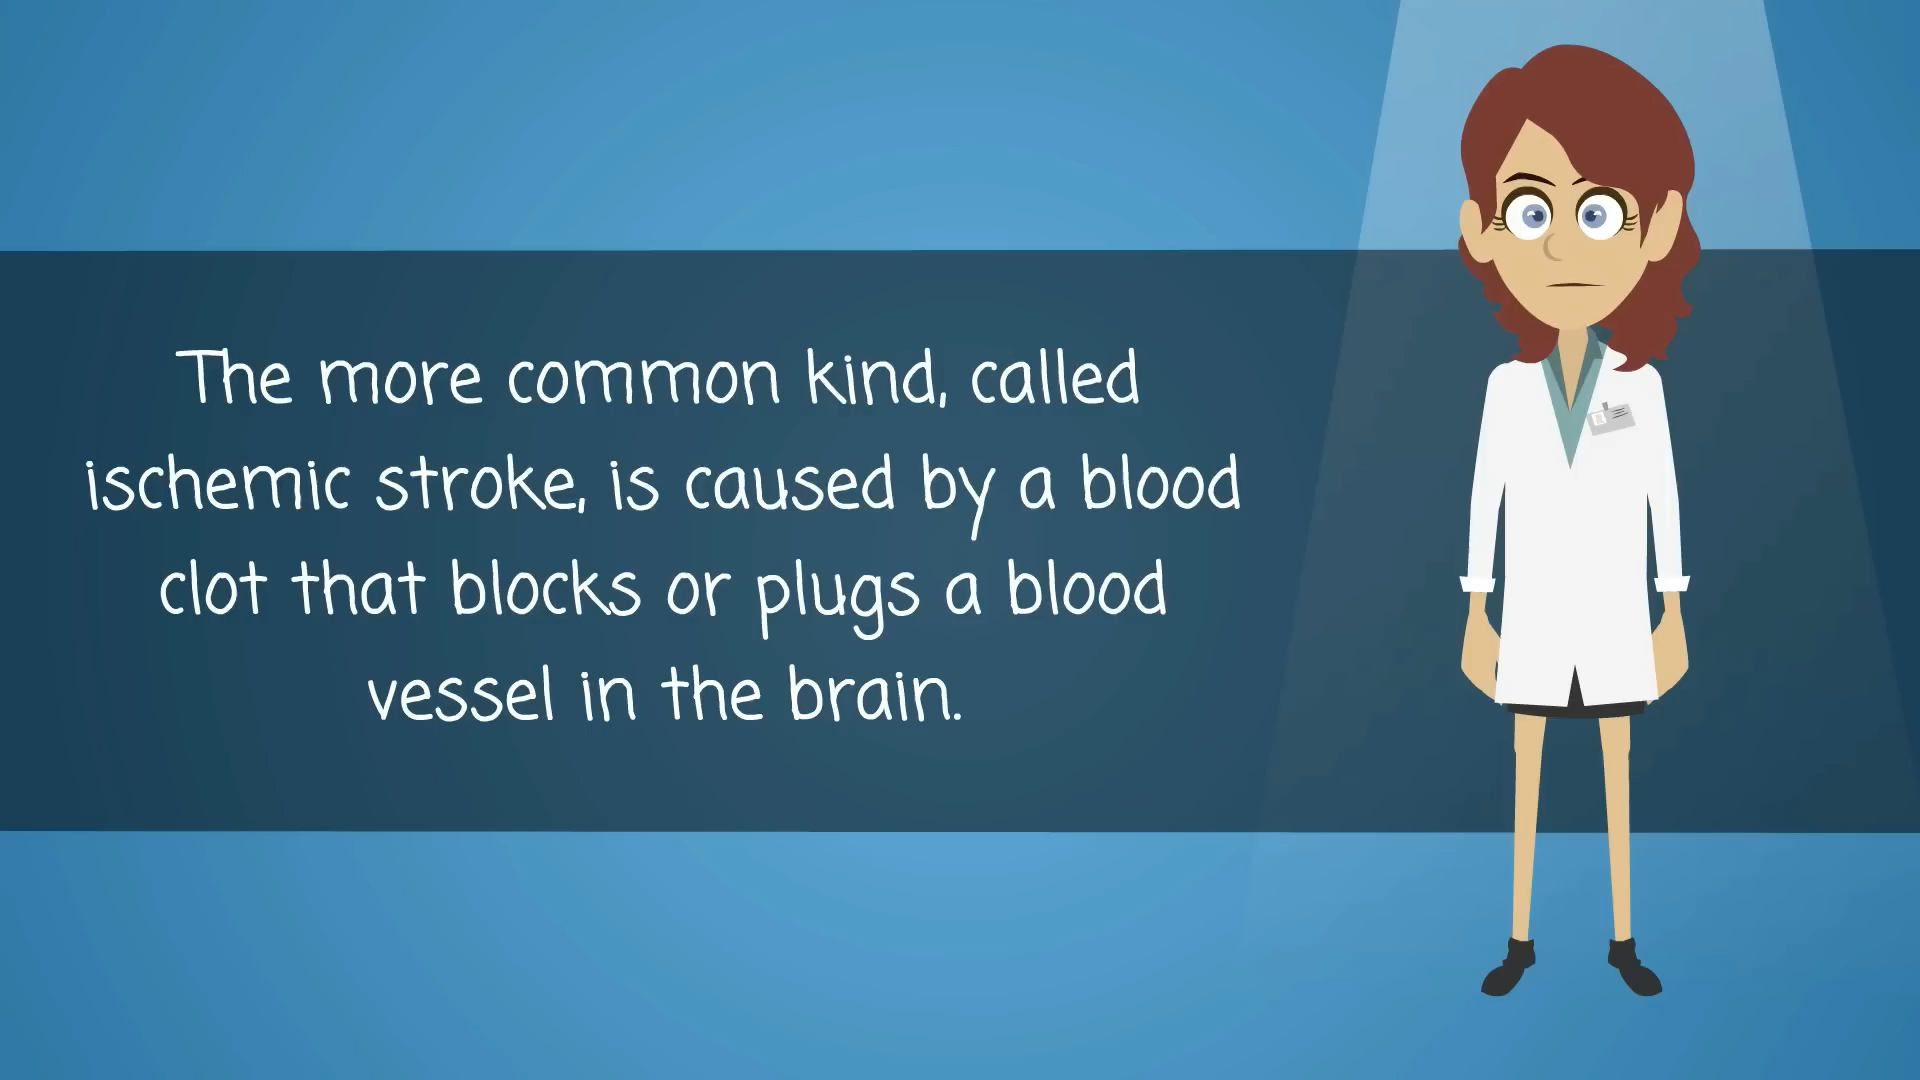 The more common kind, called
ischemic stroke, is caused by a blood
clot that blocks or plugs a blood
vessel in the brain.